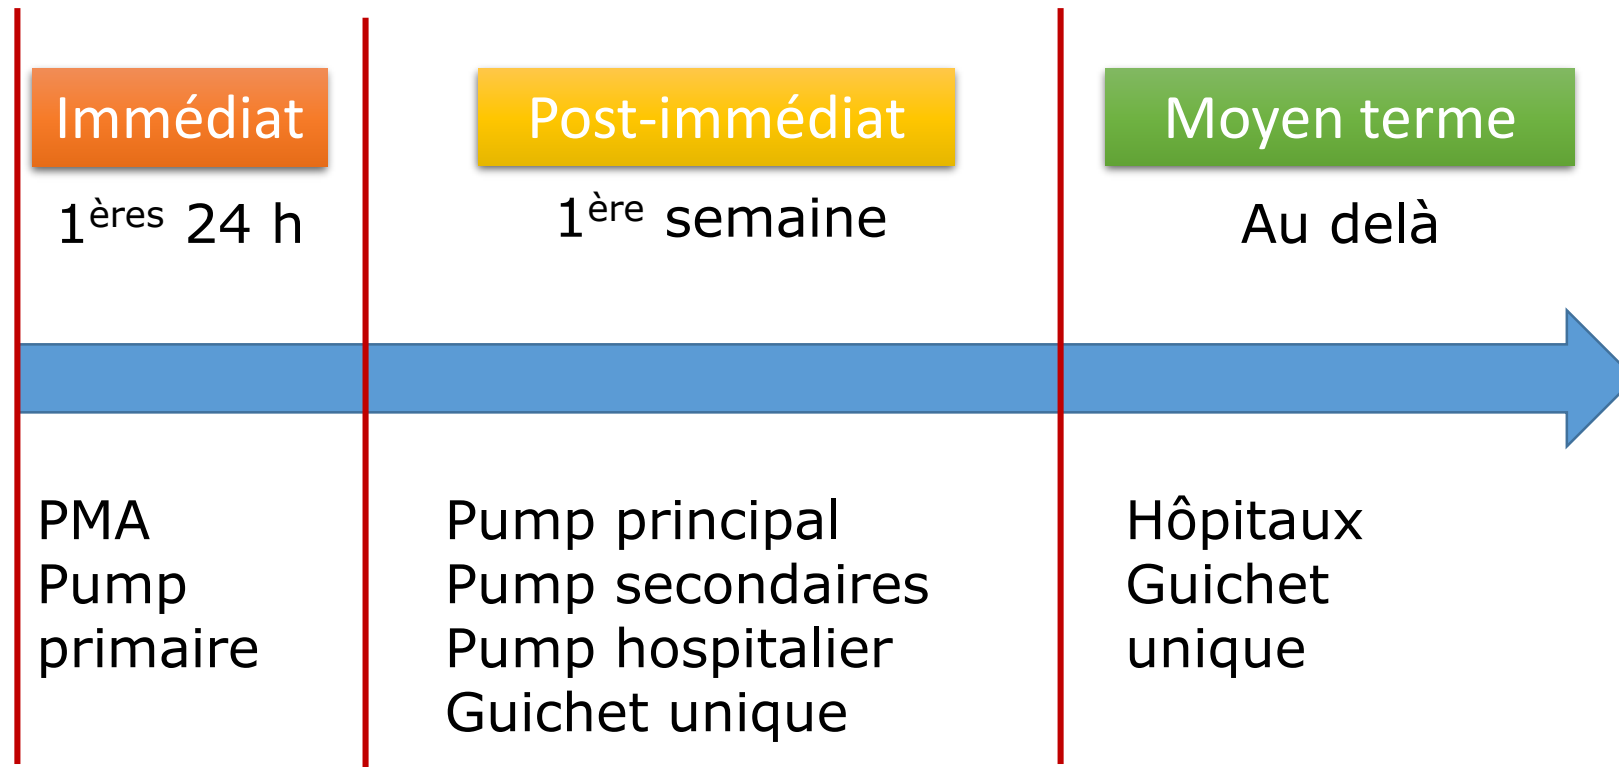 Immédiat
1ères 24 h
PMA
Pump
primaire
Post-immédiat
1ère semaine
Pump principal
Pump secondaires
Pump hospitalier
Guichet unique
Moyen terme
Au delà
Hôpitaux
Guichet
unique